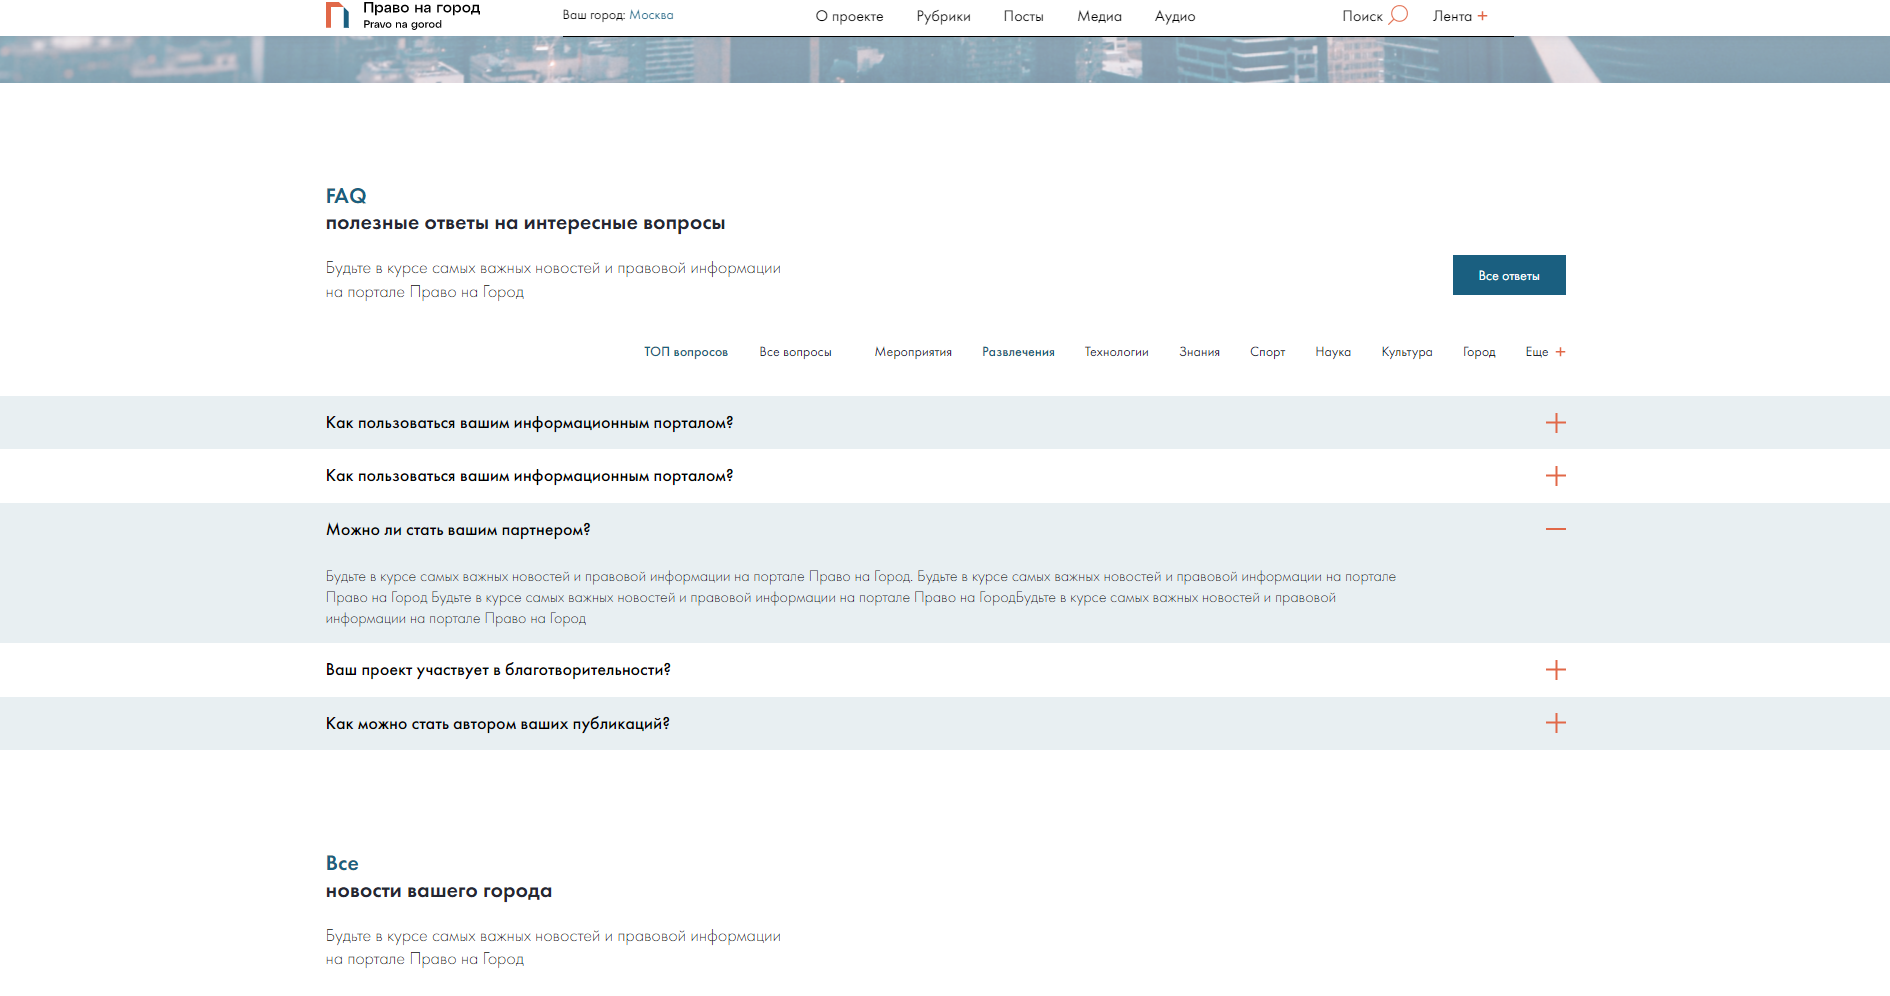 Право на город
Pravo na gorod
Ваш город: Москва
О проекте Рубрики Посты Медиа Аудио
Поиск Лента +
FAQ
полезные ответы на интересные вопросы
Будьте в курсе самых важных новостей и правовой информации
на портале Право на Город
Все ответы
ТОП вопросов Все вопросы Мероприятия Развлечения Технологии Знания Спорт Наука Культура Город Еще +
Как пользоваться вашим информационным порталом?
Как пользоваться вашим информационным порталом?
Можно ли стать вашим партнером?
Будьте в курсе самых важных новостей и правовой информации на портале Право на Город. Будьте в курсе самых важных новостей и правовой информации на портале
Право на Город Будьте в курсе самых важных новостей и правовой информации на портале Право на ГородБудьте в курсе самых важных новостей и правовой
информации на портале Право на Город
Ваш проект участвует в благотворительности?
Как можно стать автором ваших публикаций?
Все
новости вашего города
Будьте в курсе самых важных новостей и правовой информации
на портале Право на Город